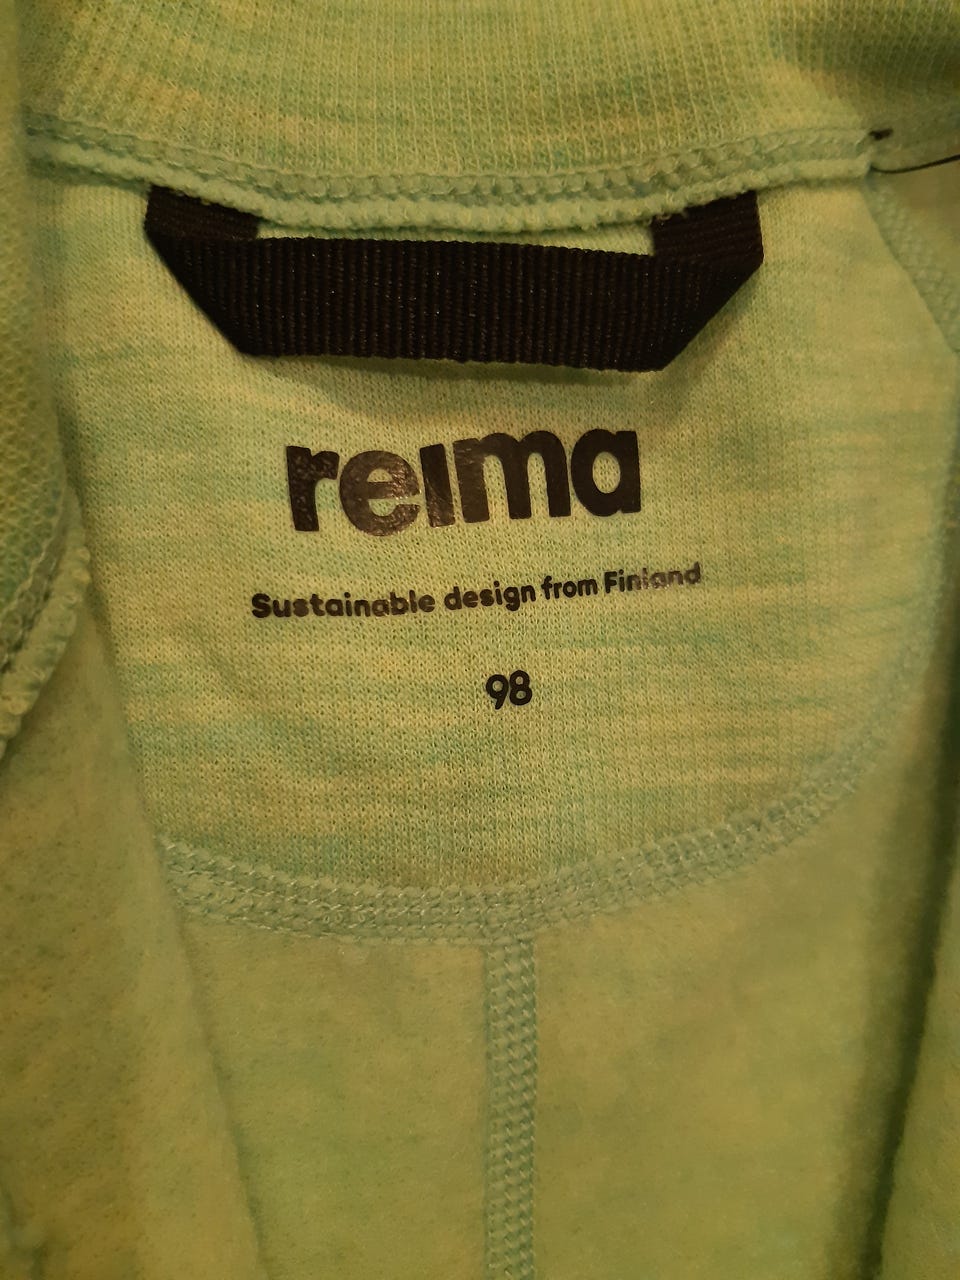 reima
Sustainable design from Finland
98